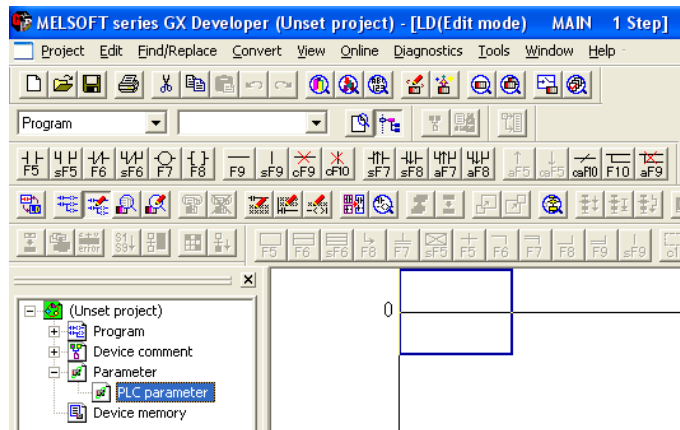 MELSOFT series GX Developer (Unset project) - [LD(Edit mode) MAIN 1 Step]
Project Edit Find/Replace Convert View Online Diagnostics Tools Window Help
Program
F5 sF5 F6 sF6 F7 F8 F9 sF9 cF9 cF10 sF7 sF8 aF7 aF8 aF5 caF5 caF10 F10 aF9
error S1 S9 F5 F6 sF6 F8 F7 sF5 F5 F6 F7 F8 F9 sF9
0
(Unset project)
Program
Device comment
Parameter
PLC parameter
Device memory